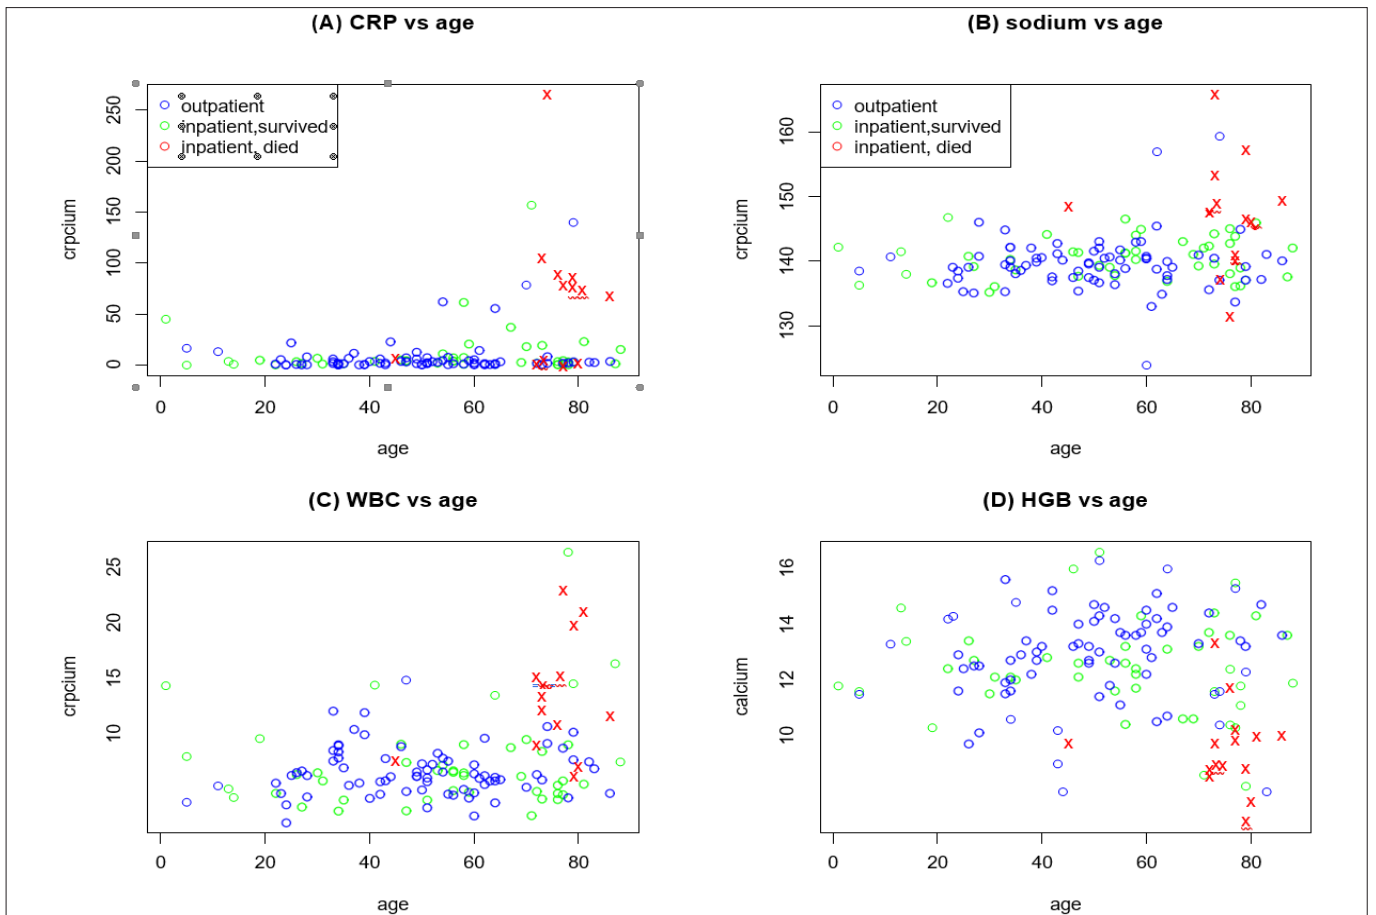 (A) CRP vs age
(B) sodium vs age
crpcium
250
200
150
100
50
0
outpatient
inpatient,survived
inpatient, died
0 20 40 60 80
age
crpcium
160
150
140
130
outpatient
inpatient,survived
inpatient, died
0 20 40 60 80
age
(C) WBC vs age
(D) HGB vs age
crpcium
25
20
15
10
0 20 40 60 80
age
calcium
16
14
12
10
0 20 40 60 80
age